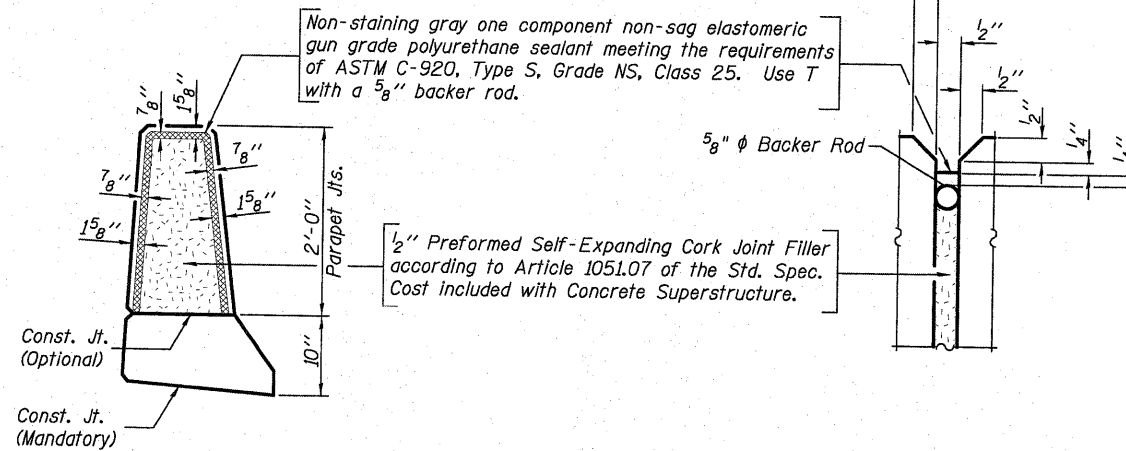 Non-staining gray one component non-sag elastomeric
gun grade polyurethane sealant meeting the requirements
of ASTM C-920, Type S, Grade NS, Class 25. Use T
with a 5/8" backer rod.
7/8"
1 5/8"
7/8"
7/8"
1 5/8"
1 5/8"
2'-0"
Parapet Jts.
10"
Const. Jt.
(Optional)
Const. Jt.
(Mandatory)
1/2" Preformed Self-Expanding Cork Joint Filler
according to Article 1051.07 of the Std. Spec.
Cost included with Concrete Superstructure.
5/8" φ Backer Rod
1/2"
1/2"
1/2"
1/4"